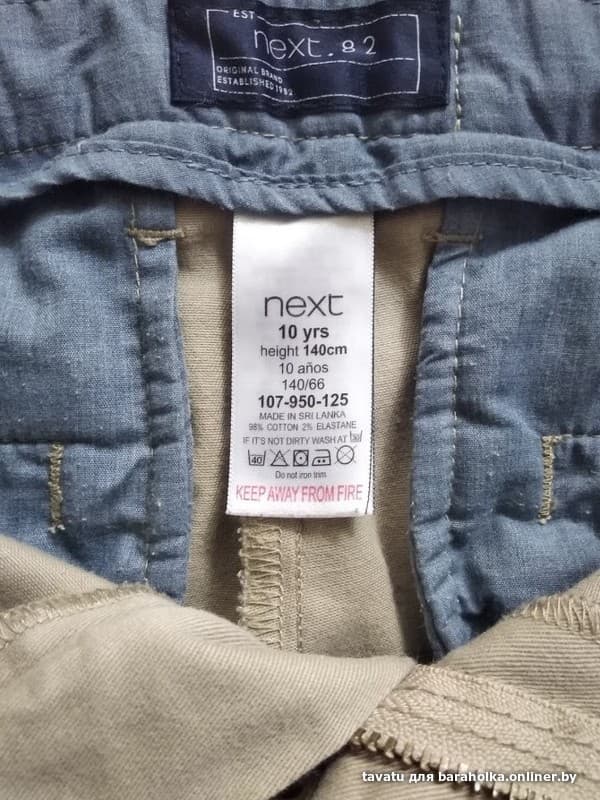 EST
next.82
ORIGINAL BRAND
ESTABLISHED 1982
next
10 yrs
height 140cm
10 años
140/66
107-950-125
MADE IN SRI LANKA
98% COTTON 2% ELASTANE
IF IT'S NOT DIRTY WASH AT 30
40
Do not iron trim
KEEP AWAY FROM FIRE
tavatu для baraholka.onliner.by